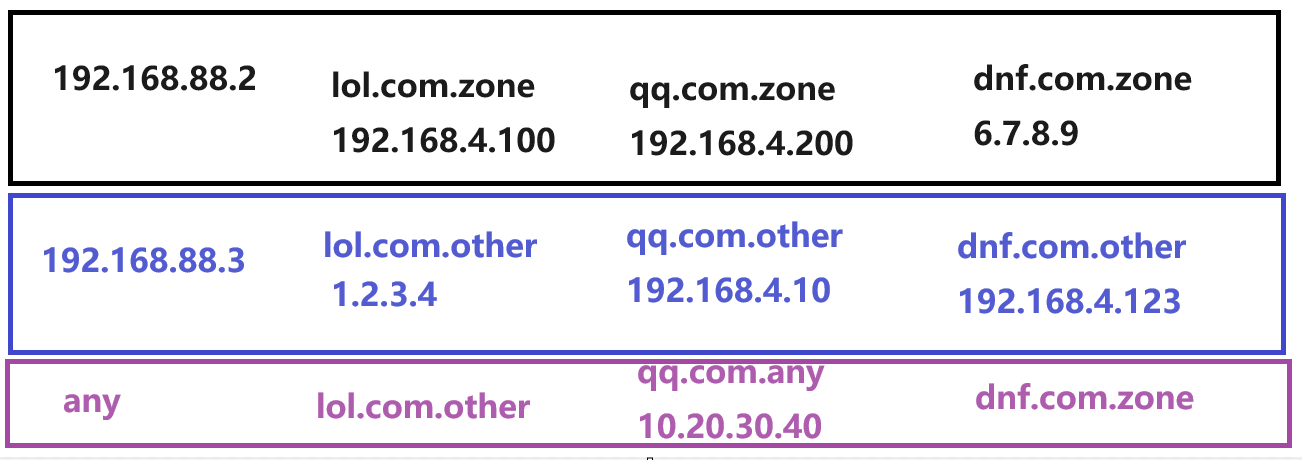 192.168.88.2
lol.com.zone
192.168.4.100
qq.com.zone
192.168.4.200
dnf.com.zone
6.7.8.9
192.168.88.3
lol.com.other
1.2.3.4
qq.com.other
192.168.4.10
dnf.com.other
192.168.4.123
any
lol.com.other
qq.com.any
10.20.30.40
dnf.com.zone